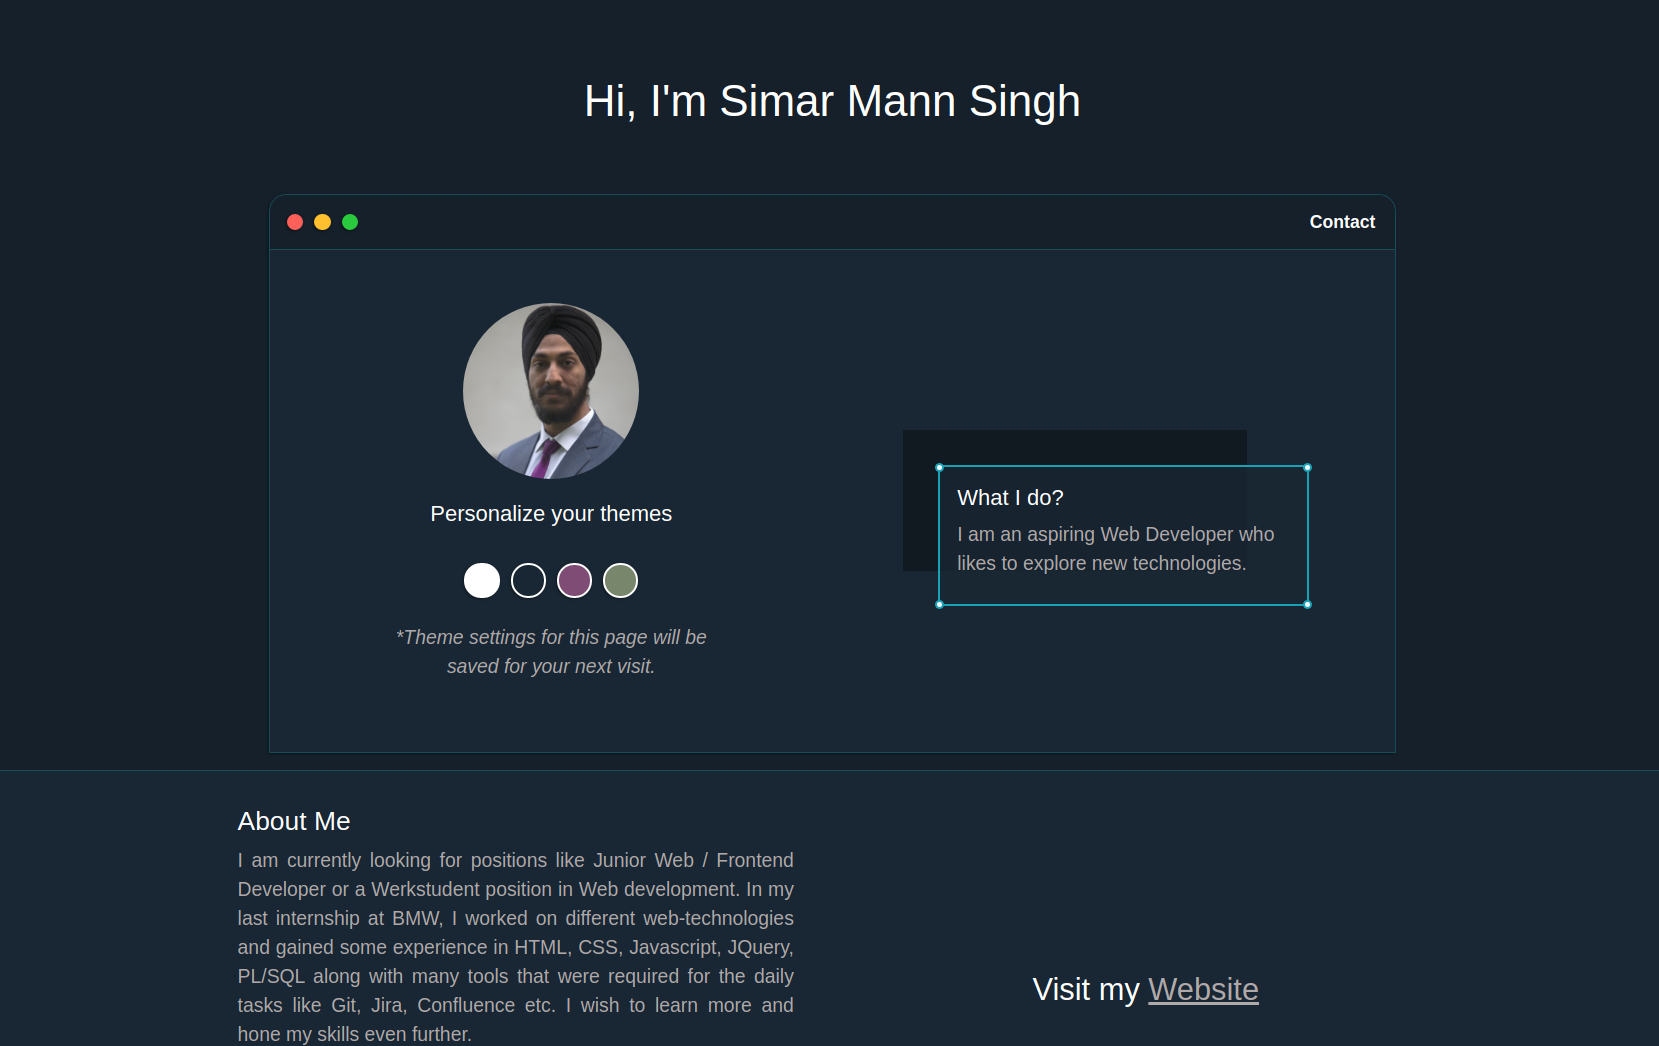 Hi, I'm Simar Mann Singh
Contact
Personalize your themes
*Theme settings for this page will be
saved for your next visit.
What I do?
I am an aspiring Web Developer who
likes to explore new technologies.
About Me
I am currently looking for positions like Junior Web / Frontend
Developer or a Werkstudent position in Web development. In my
last internship at BMW, I worked on different web-technologies
and gained some experience in HTML, CSS, Javascript, JQuery,
PL/SQL along with many tools that were required for the daily
tasks like Git, Jira, Confluence etc. I wish to learn more and
hone my skills even further.
Visit my Website